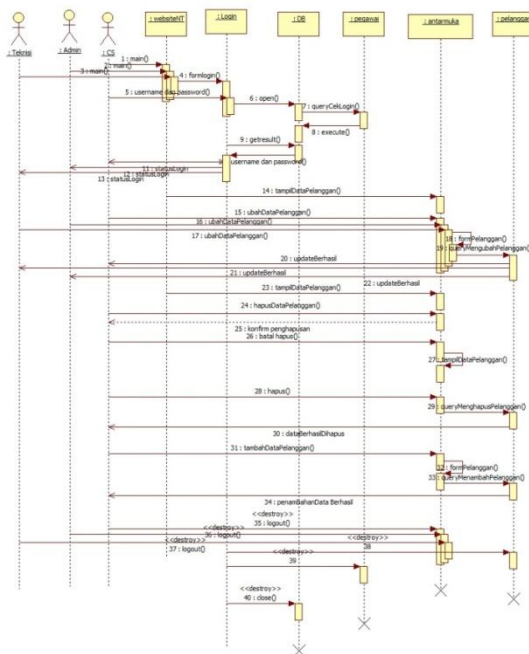 : websiteNT
: Login
: DB
: pegawai
: antarmuka
: pelangga
: Teknisi
: Admin
: CS
1 : main()
2 : main()
3 : main()
4 : formlogin()
5 : username dan password()
6 : open()
7 : queryCekLogin()
8 : execute()
9 : getresult()
username dan password()
11 : statusLogin
12 : statusLogin
13 : statusLogin
14 : tampilDataPelanggan()
15 : ubahDataPelanggan()
16 : ubahDataPelanggan()
17 : ubahDataPelanggan()
18 : formPelanggan()
19 : queryMengubahPelanggan()
20 : updateBerhasil
21 : updateBerhasil
22 : updateBerhasil
23 : tampilDataPelanggan()
24 : hapusDataPelanggan()
25 : konfirm penghapusan
26 : batal hapus()
27 : tampilDataPelanggan()
28 : hapus()
29 : queryMenghapusPelanggan()
30 : dataBerhasilDihapus
31 : tambahDataPelanggan()
32 : formPelanggan()
33 : queryMenambahPelanggan()
34 : penambahanData Berhasil
<<destroy>>
35 : logout()
<<destroy>>
36 : logout()
<<destroy>>
37 : logout()
38
<<destroy>>
39
<<destroy>>
40 : close()